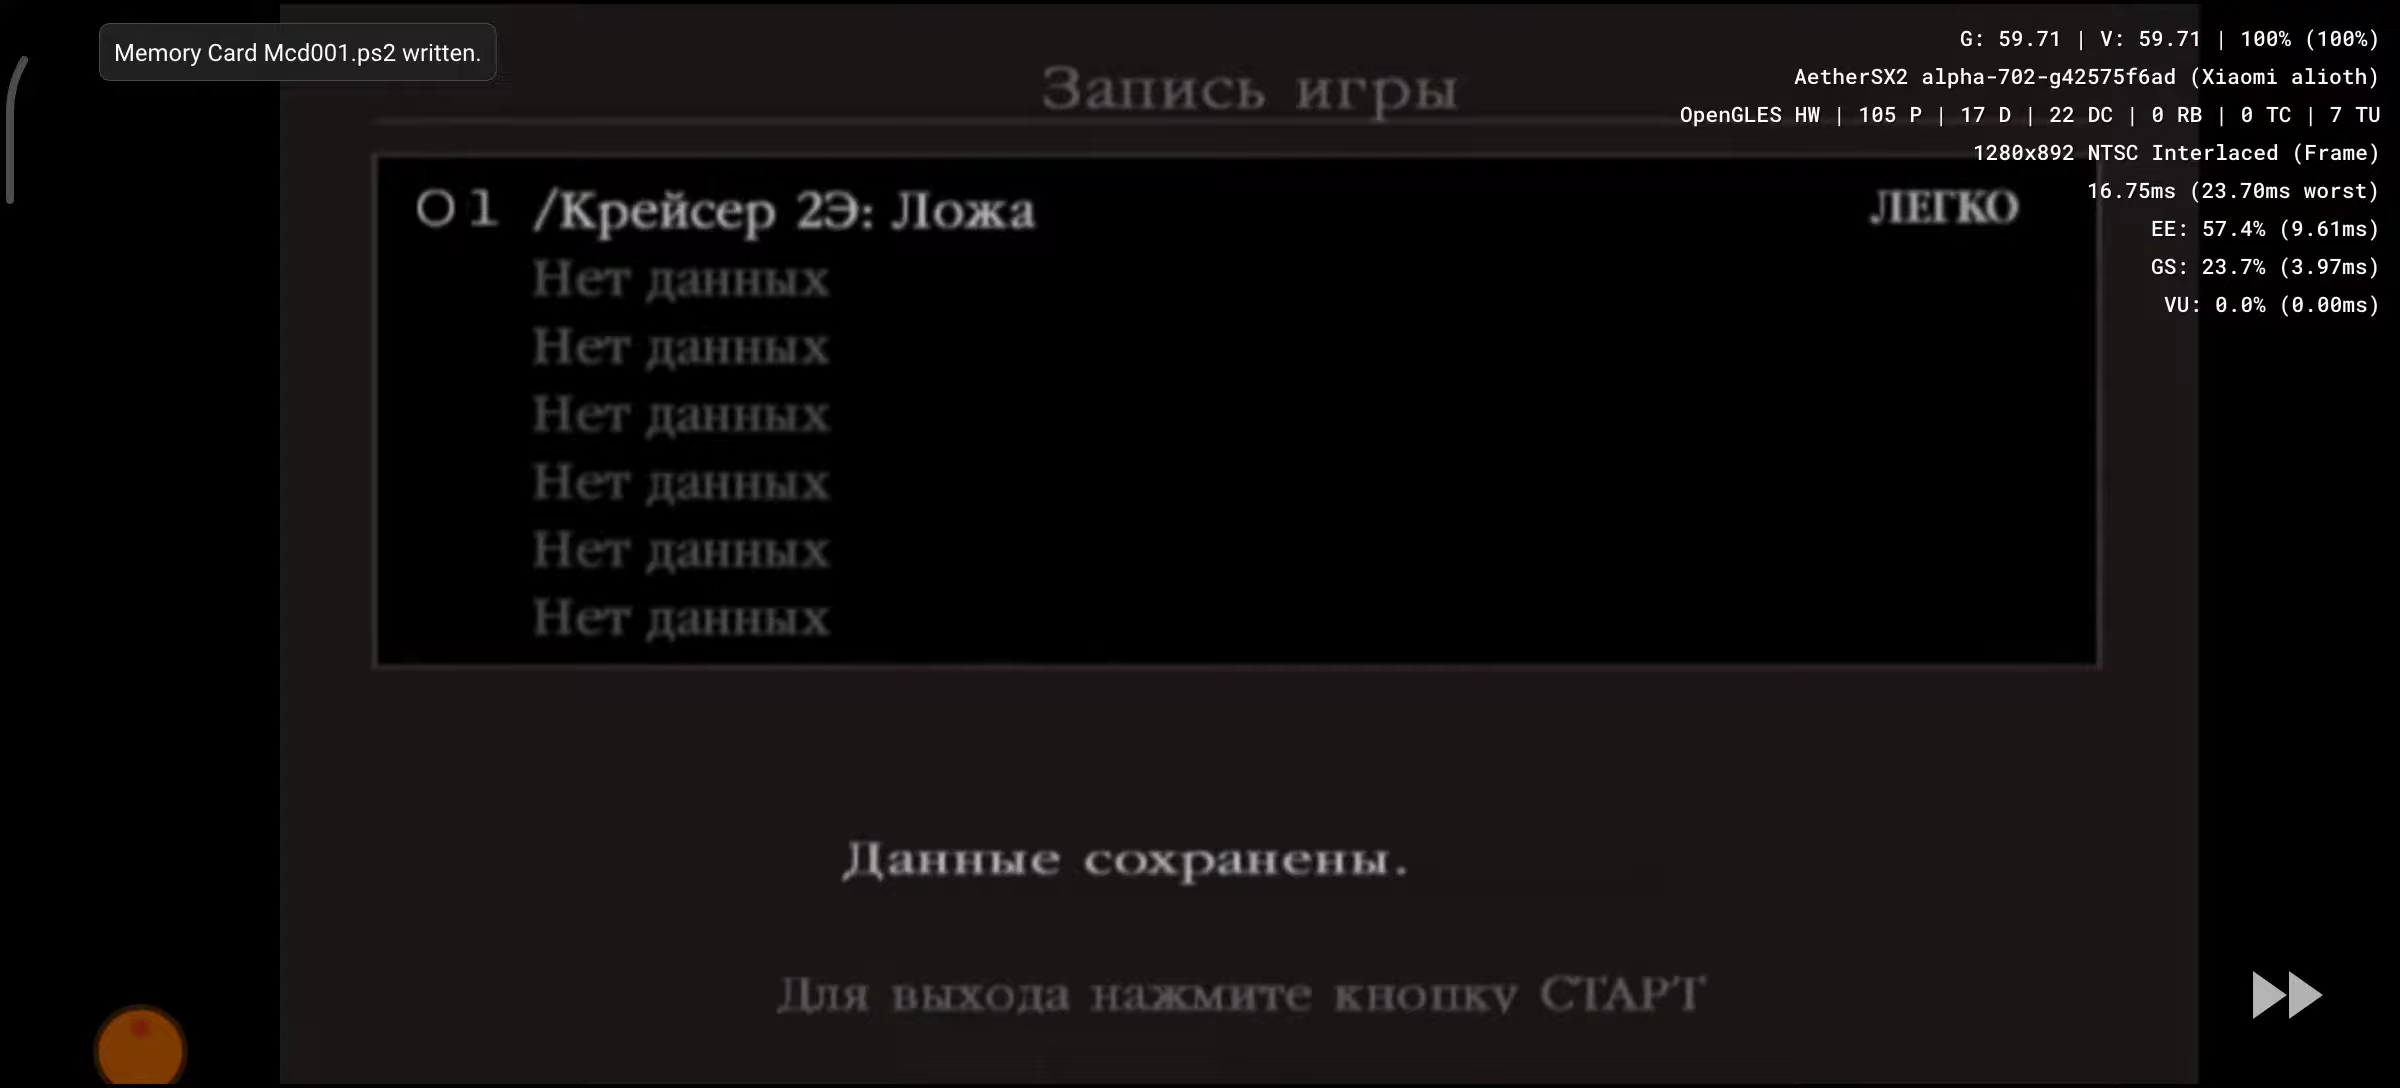 Memory Card Mcd001.ps2 written.
G: 59.71 | V: 59.71 | 100% (100%)
AetherSX2 alpha-702-g42575f6ad (Xiaomi alioth)
OpenGLES HW | 105 P | 17 D | 22 DC | 0 RB | 0 TC | 7 TU
1280x892 NTSC Interlaced (Frame)
16.75ms (23.70ms worst)
EE: 57.4% (9.61ms)
GS: 23.7% (3.97ms)
VU: 0.0% (0.00ms)
Запись игры
01 /Крейсер 2Э: Ложа ЛЕГКО
Нет данных
Нет данных
Нет данных
Нет данных
Нет данных
Нет данных
Данные сохранены.
Для выхода нажмите кнопку СТАРТ